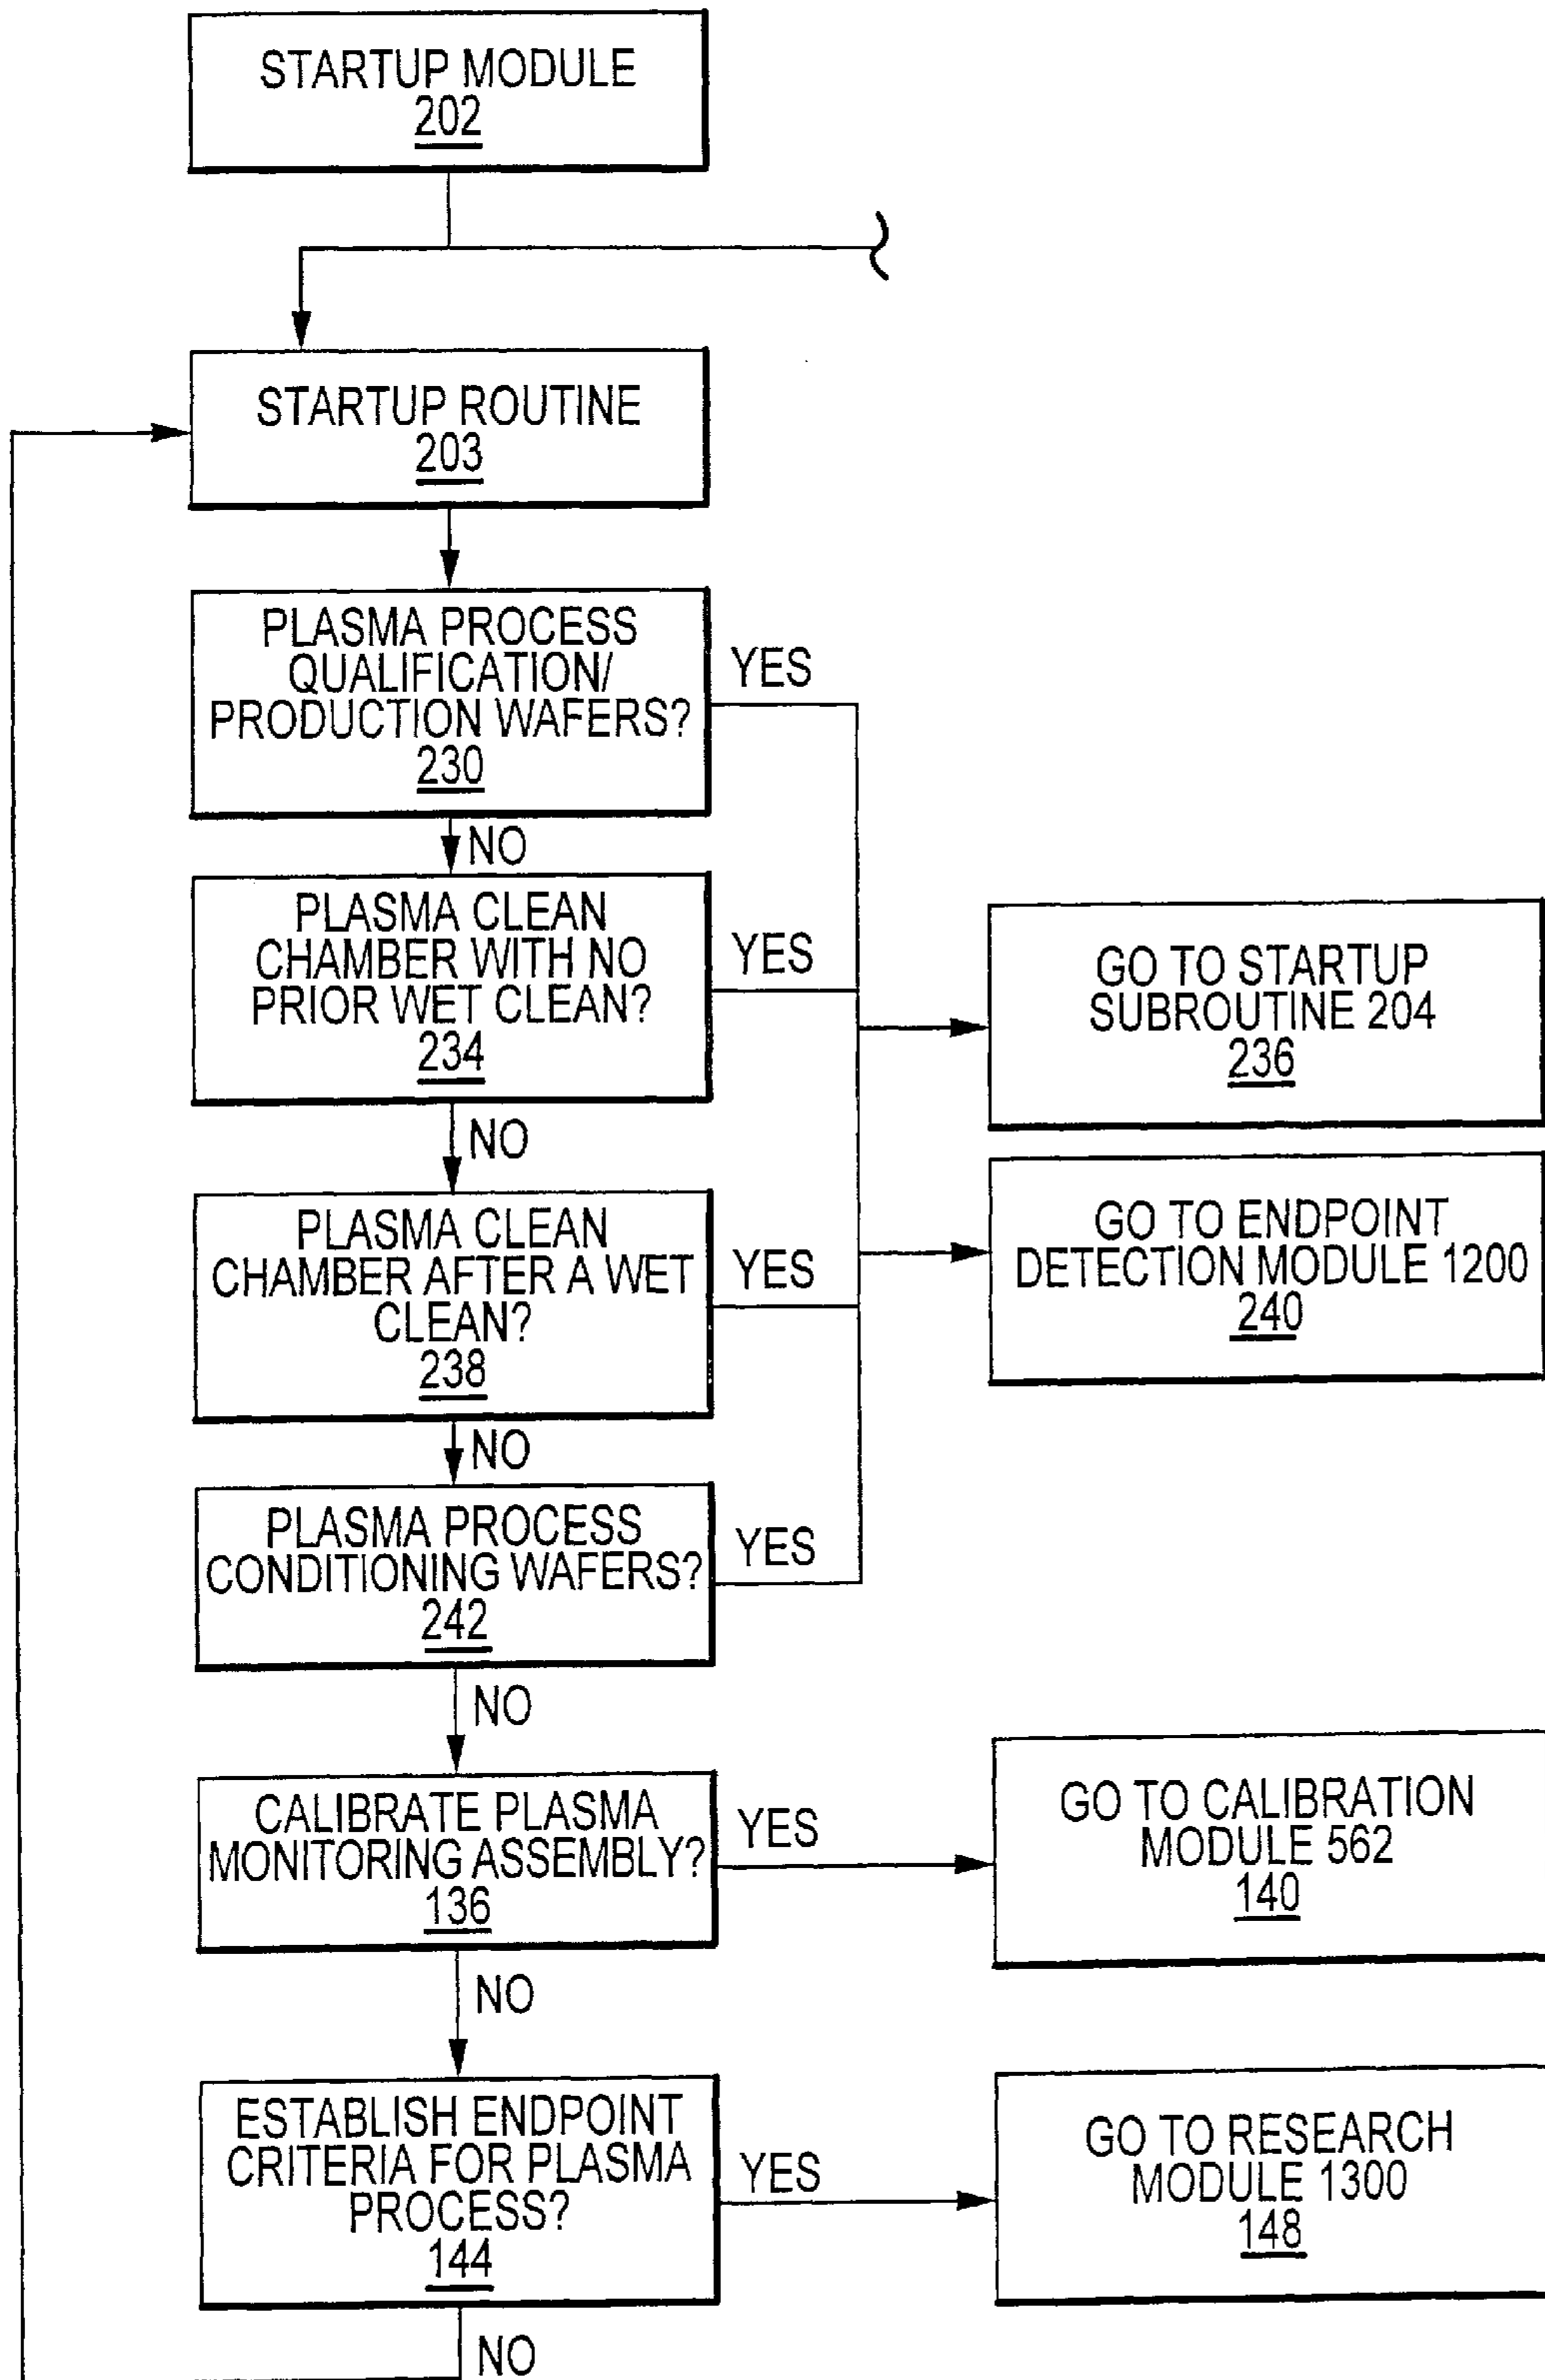 STARTUP MODULE
202
STARTUP ROUTINE
203
PLASMA PROCESS
QUALIFICATION/
PRODUCTION WAFERS?
230
YES
NO
PLASMA CLEAN
CHAMBER WITH NO
PRIOR WET CLEAN?
234
YES
GO TO STARTUP
SUBROUTINE 204
236
NO
PLASMA CLEAN
CHAMBER AFTER A WET
CLEAN?
238
YES
GO TO ENDPOINT
DETECTION MODULE 1200
240
NO
PLASMA PROCESS
CONDITIONING WAFERS?
242
YES
NO
CALIBRATE PLASMA
MONITORING ASSEMBLY?
136
YES
GO TO CALIBRATION
MODULE 562
140
NO
ESTABLISH ENDPOINT
CRITERIA FOR PLASMA
PROCESS?
144
YES
GO TO RESEARCH
MODULE 1300
148
NO